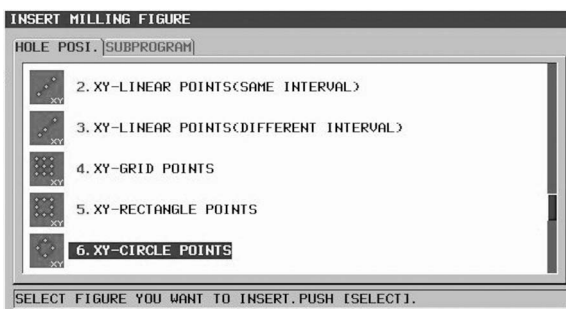 INSERT MILLING FIGURE
HOLE POSI. SUBPROGRAM
2. XY-LINEAR POINTS(SAME INTERVAL)
XY
3. XY-LINEAR POINTS(DIFFERENT INTERVAL)
XY
4. XY-GRID POINTS
XY
5. XY-RECTANGLE POINTS
XY
6. XY-CIRCLE POINTS
XY
SELECT FIGURE YOU WANT TO INSERT. PUSH [SELECT].